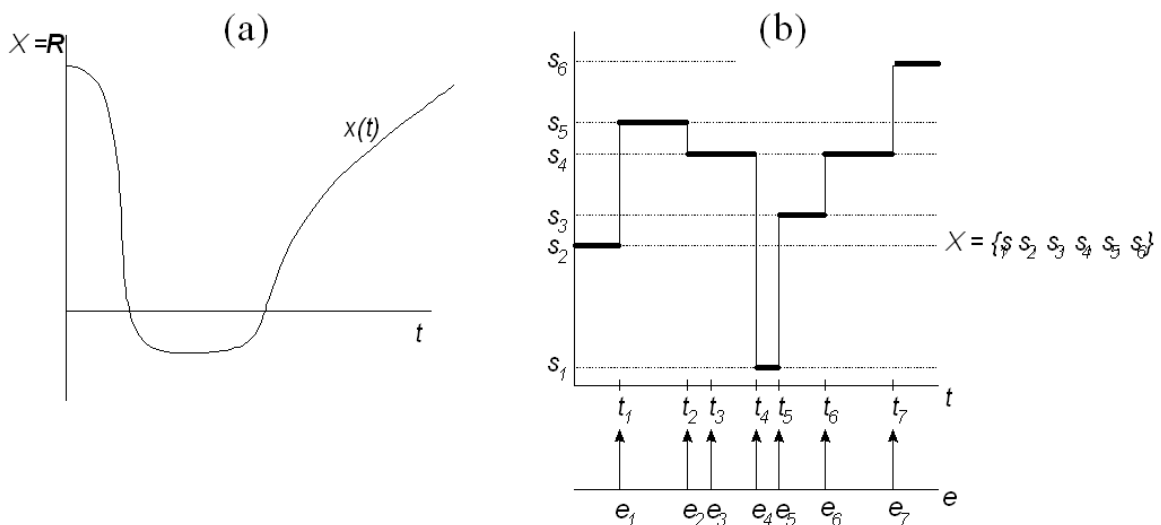 (a)
X = R
x(t)
t
(b)
s6
s5
s4
s3
s2
s1
X = {s1 s2 s3 s4 s5 s6}
t1 t2 t3 t4 t5 t6 t7 t
e1 e2 e3 e4 e5 e6 e7 e